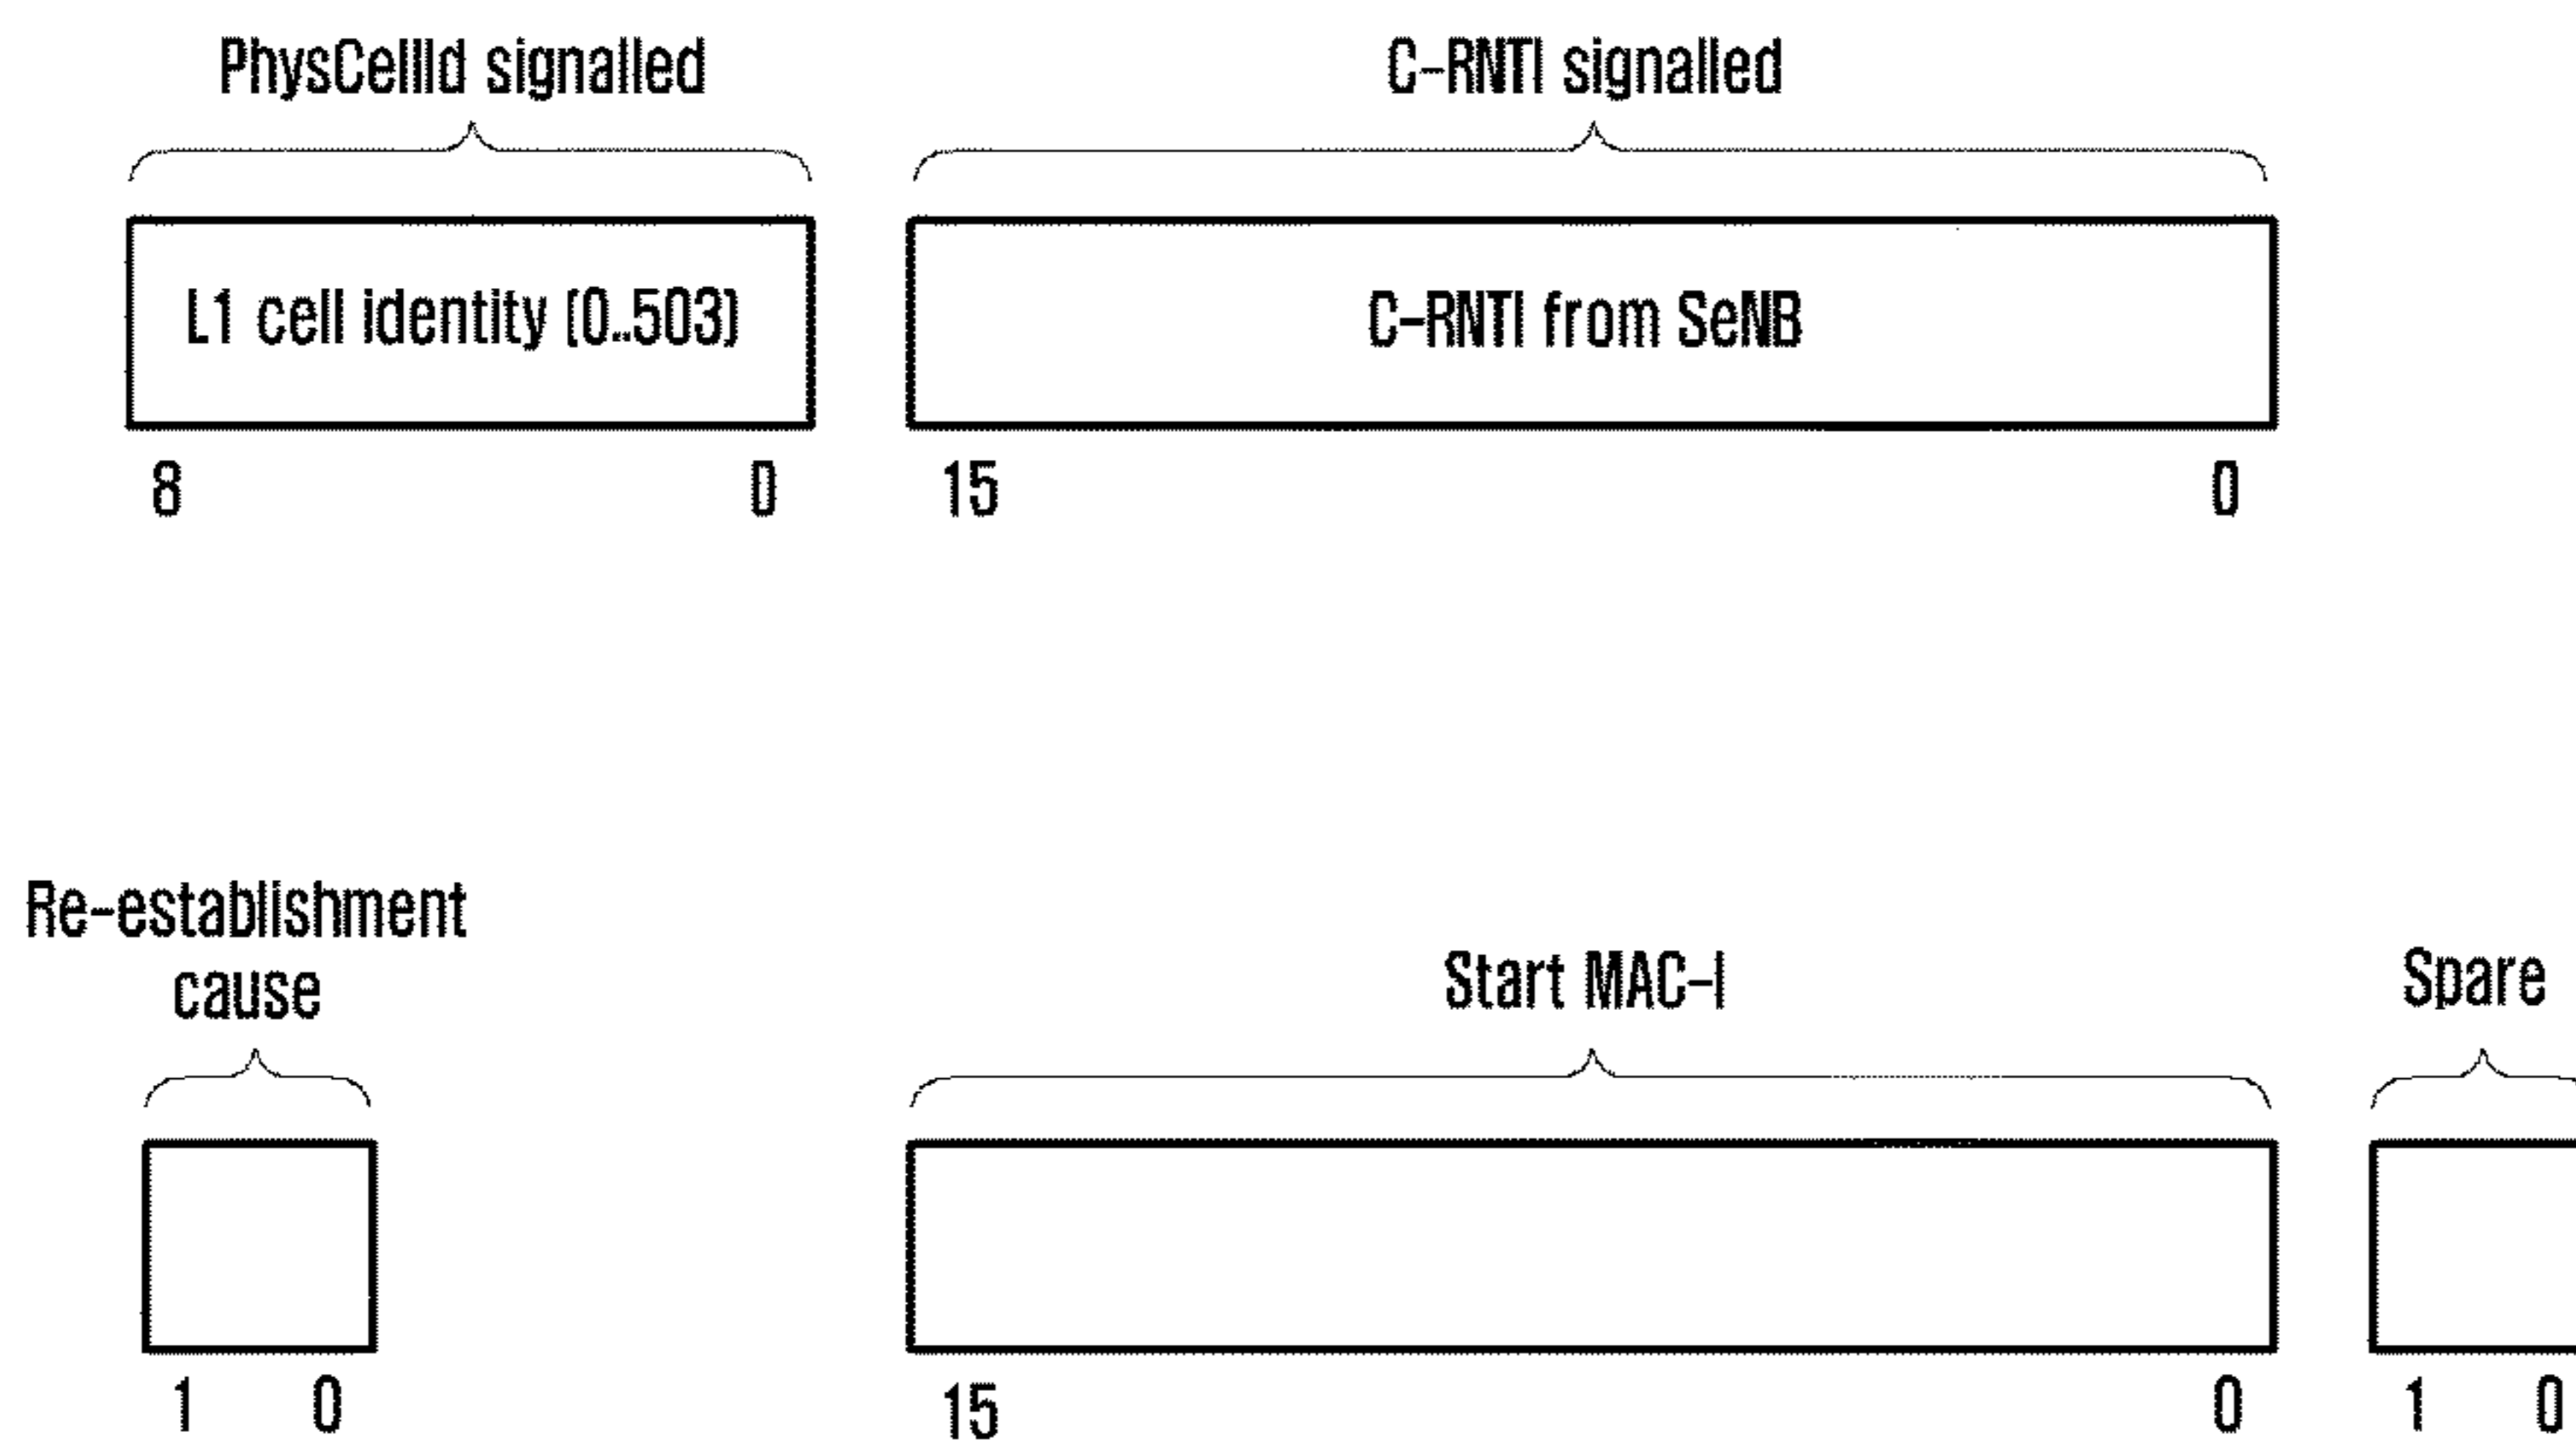 PhysCellId signalled
C-RNTI signalled
L1 cell identity (0..503)
C-RNTI from SeNB
8 0
15 0
Re-establishment
cause
Start MAC-I
Spare
1 0
15 0
1 0